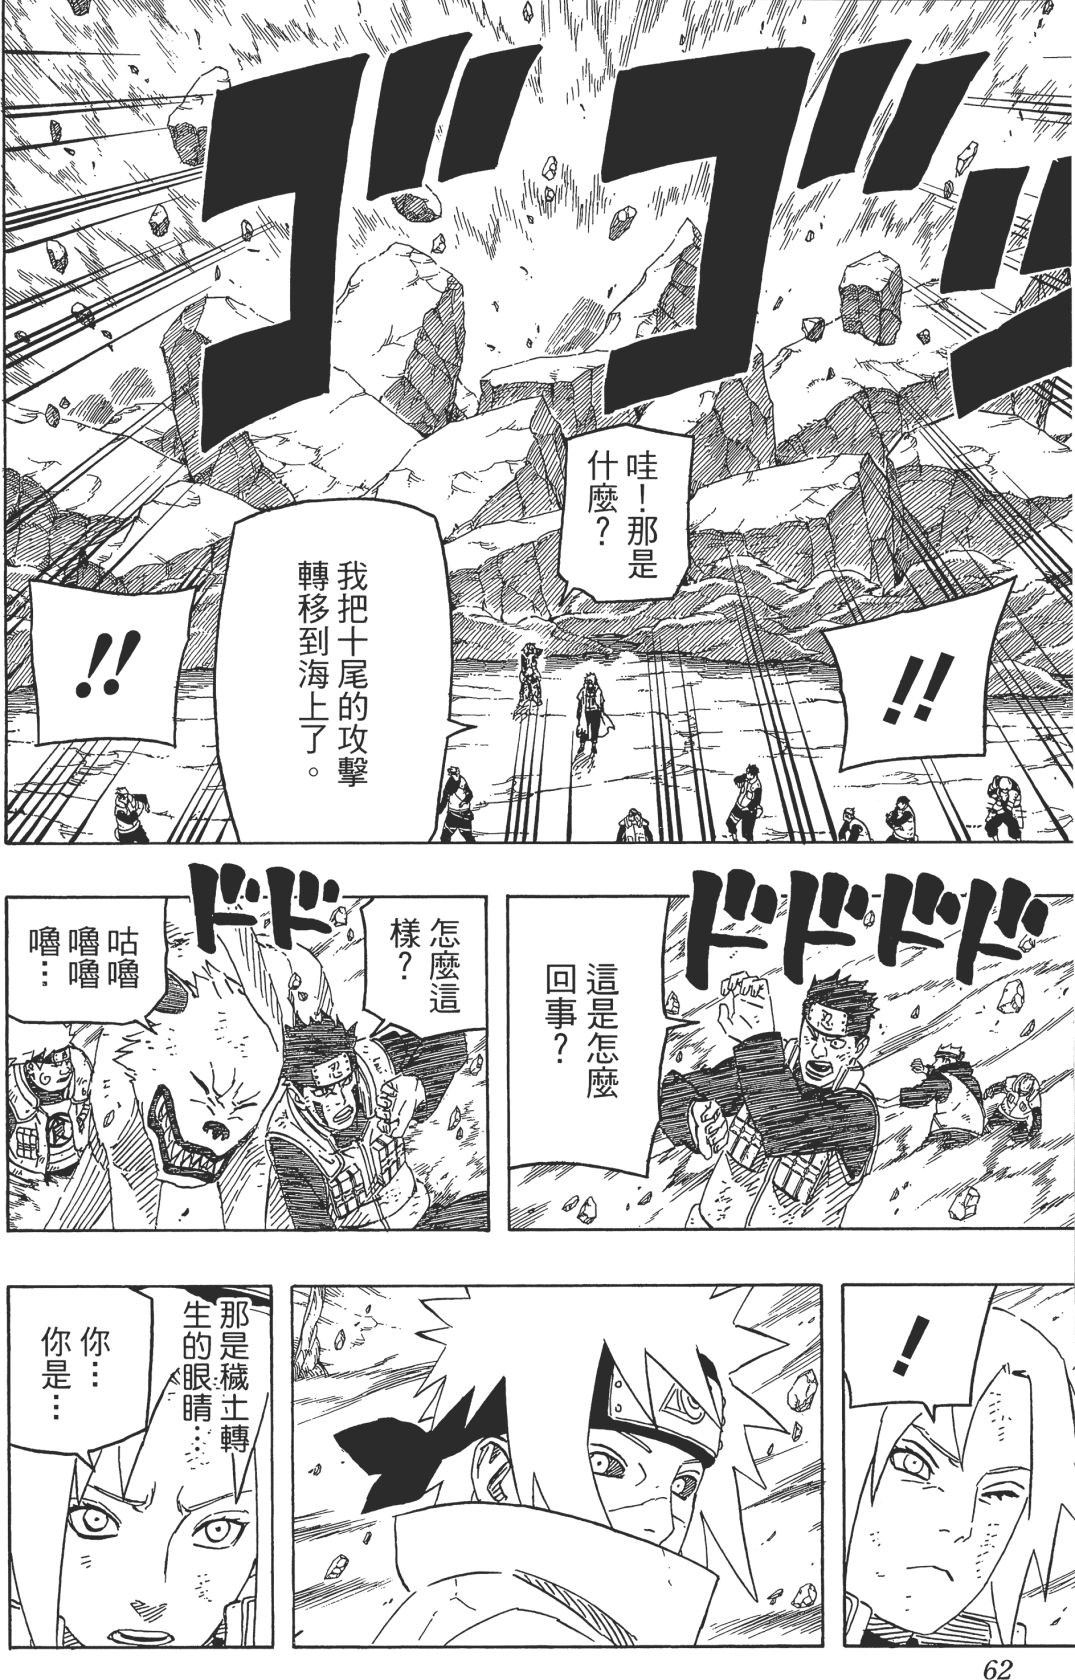 ゴゴゴ
哇！那是
什麼？
!!
我把十尾的攻擊
轉移到海上了。
!!
ドドドド
這是怎麼
回事？
ドド
怎麼這
樣？
忍
忍
咕嚕
嚕嚕
嚕…
!
那是穢土轉
生的眼睛…
你…
你是…
62